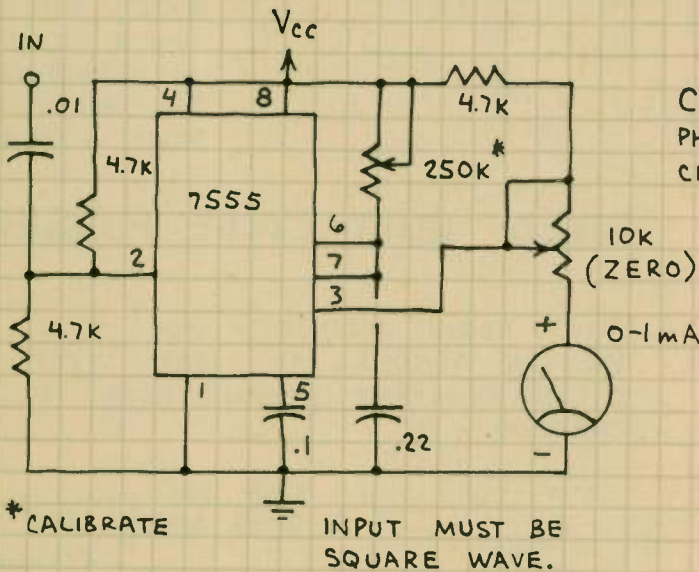 IN
Vcc
.01
4
8
4.7K
C
PH
CI
4.7K
250K *
7555
6
2
7
3
10K
(ZERO)
4.7K
+
0-1mA
1
5
.1
.22
-
* CALIBRATE
INPUT MUST BE
SQUARE WAVE.